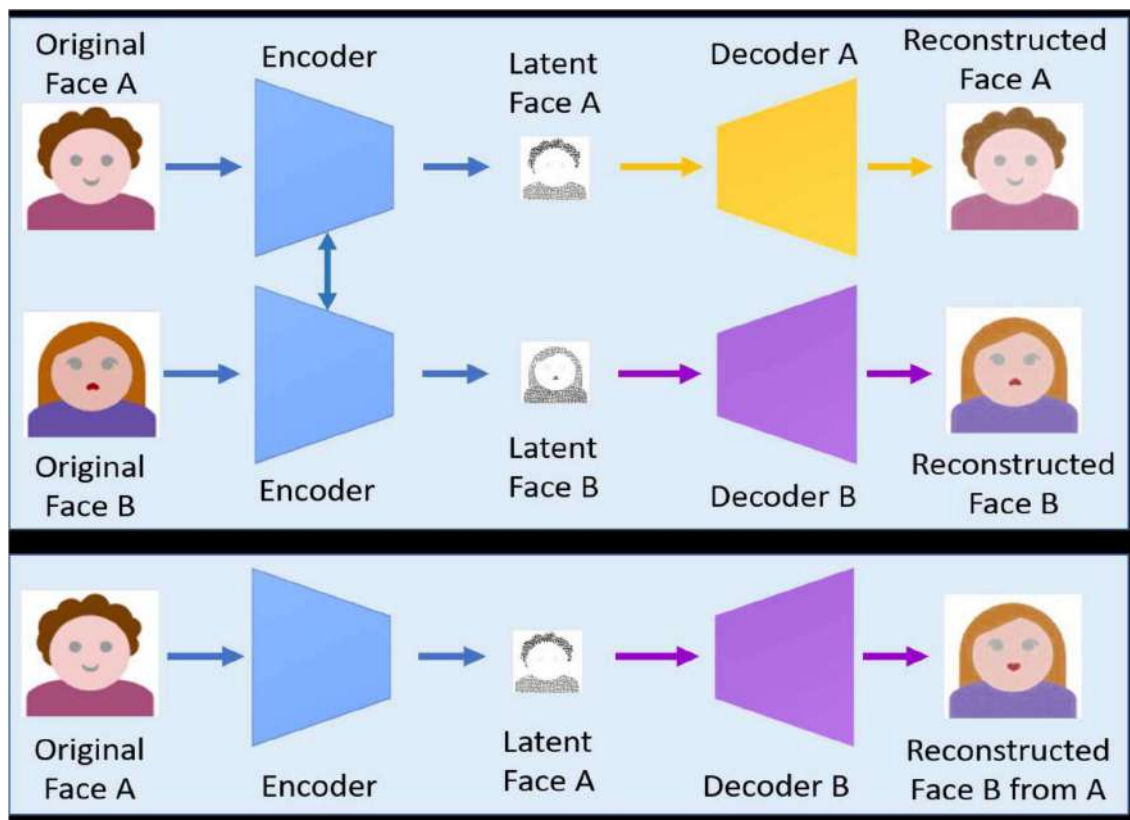 Original
Face A
Encoder
Latent
Face A
Decoder A
Reconstructed
Face A
Original
Face B
Encoder
Latent
Face B
Decoder B
Reconstructed
Face B
Original
Face A
Encoder
Latent
Face A
Decoder B
Reconstructed
Face B from A